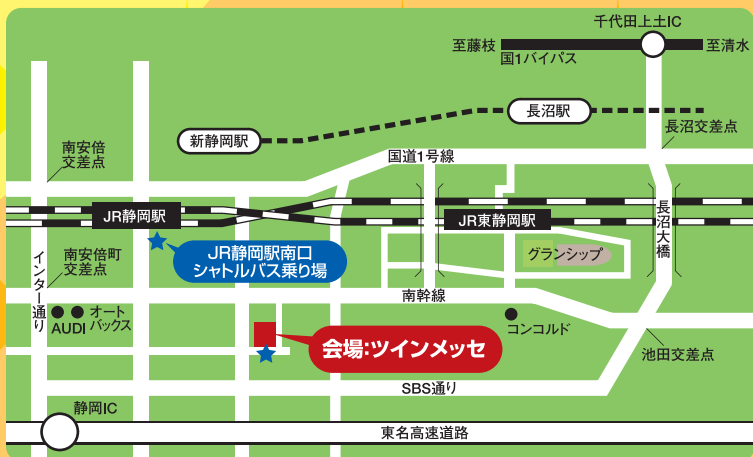 千代田上土IC
至藤枝
至清水
国1バイパス
長沼駅
新静岡駅
長沼交差点
南安倍
交差点
国道1号線
JR静岡駅
JR東静岡駅
長沼大橋
JR静岡駅南口
シャトルバス乗り場
グランシップ
南安倍町
交差点
インター通り
南幹線
オート
バックス
AUDI
コンコルド
会場:ツインメッセ
池田交差点
SBS通り
静岡IC
東名高速道路